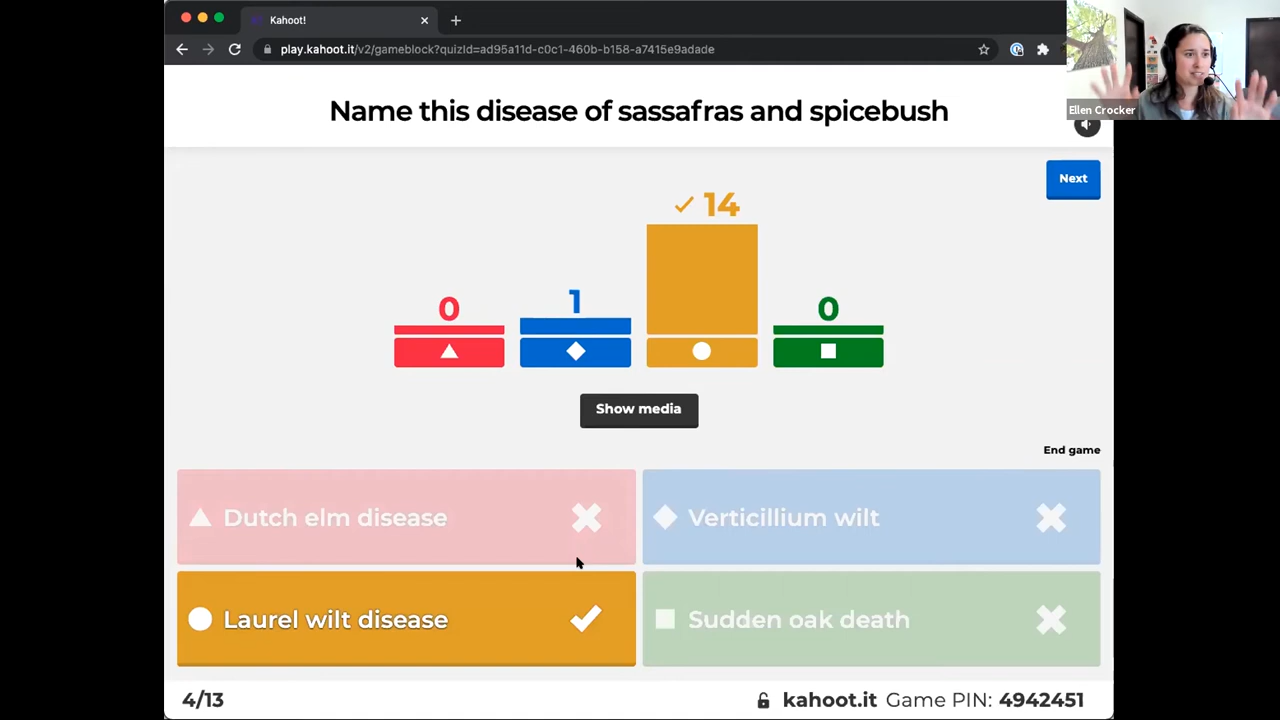 Kahoot!
play.kahoot.it/v2/gameblock?quizId=ad95a11d-c0c1-460b-b158-a7415e9adade
Ellen Crocker
Name this disease of sassafras and spicebush
Next
14
0
1
0
Show media
End game
Dutch elm disease
Verticillium wilt
Laurel wilt disease
Sudden oak death
4/13
kahoot.it Game PIN: 4942451